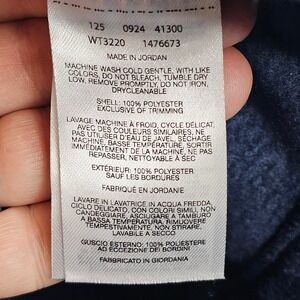 125 0924 41300
WT3220 1476673
MADE IN JORDAN
MACHINE WASH COLD GENTLE, WITH LIKE
COLORS, DO NOT BLEACH, TUMBLE DRY
LOW, REMOVE PROMPTLY, DO NOT IRON,
DRYCLEANABLE
SHELL: 100% POLYESTER
EXCLUSIVE OF TRIMMING
LAVAGE MACHINE À FROID, CYCLE DÉLICAT,
AVEC DES COULEURS SIMILAIRES, NE
PAS UTILISER D'EAU DE JAVEL, SÉCHAGE
MACHINE, BASSE TEMPÉRATURE, SORTIR
IMMÉDIATEMENT DE LA MACHINE, NE PAS
REPASSER, NETTOYABLE À SEC
EXTÉRIEUR: 100% POLYESTER
SAUF LES BORDURES
FABRIQUÉ EN JORDANIE
LAVARE IN LAVATRICE IN ACQUA FREDDA,
CICLO DELICATO, CON COLORI SIMILI, NON
CANDEGGIARE, ASCIUGARE A TAMBURO
A BASSA TEMPERATURA, RIMUOVERE
TEMPESTIVAMENTE, NON STIRARE,
LAVABILE A SECCO
GUSCIO ESTERNO: 100% POLIESTERE
AD ECCEZIONE DEI BORDINI
FABBRICATO IN GIORDANIA